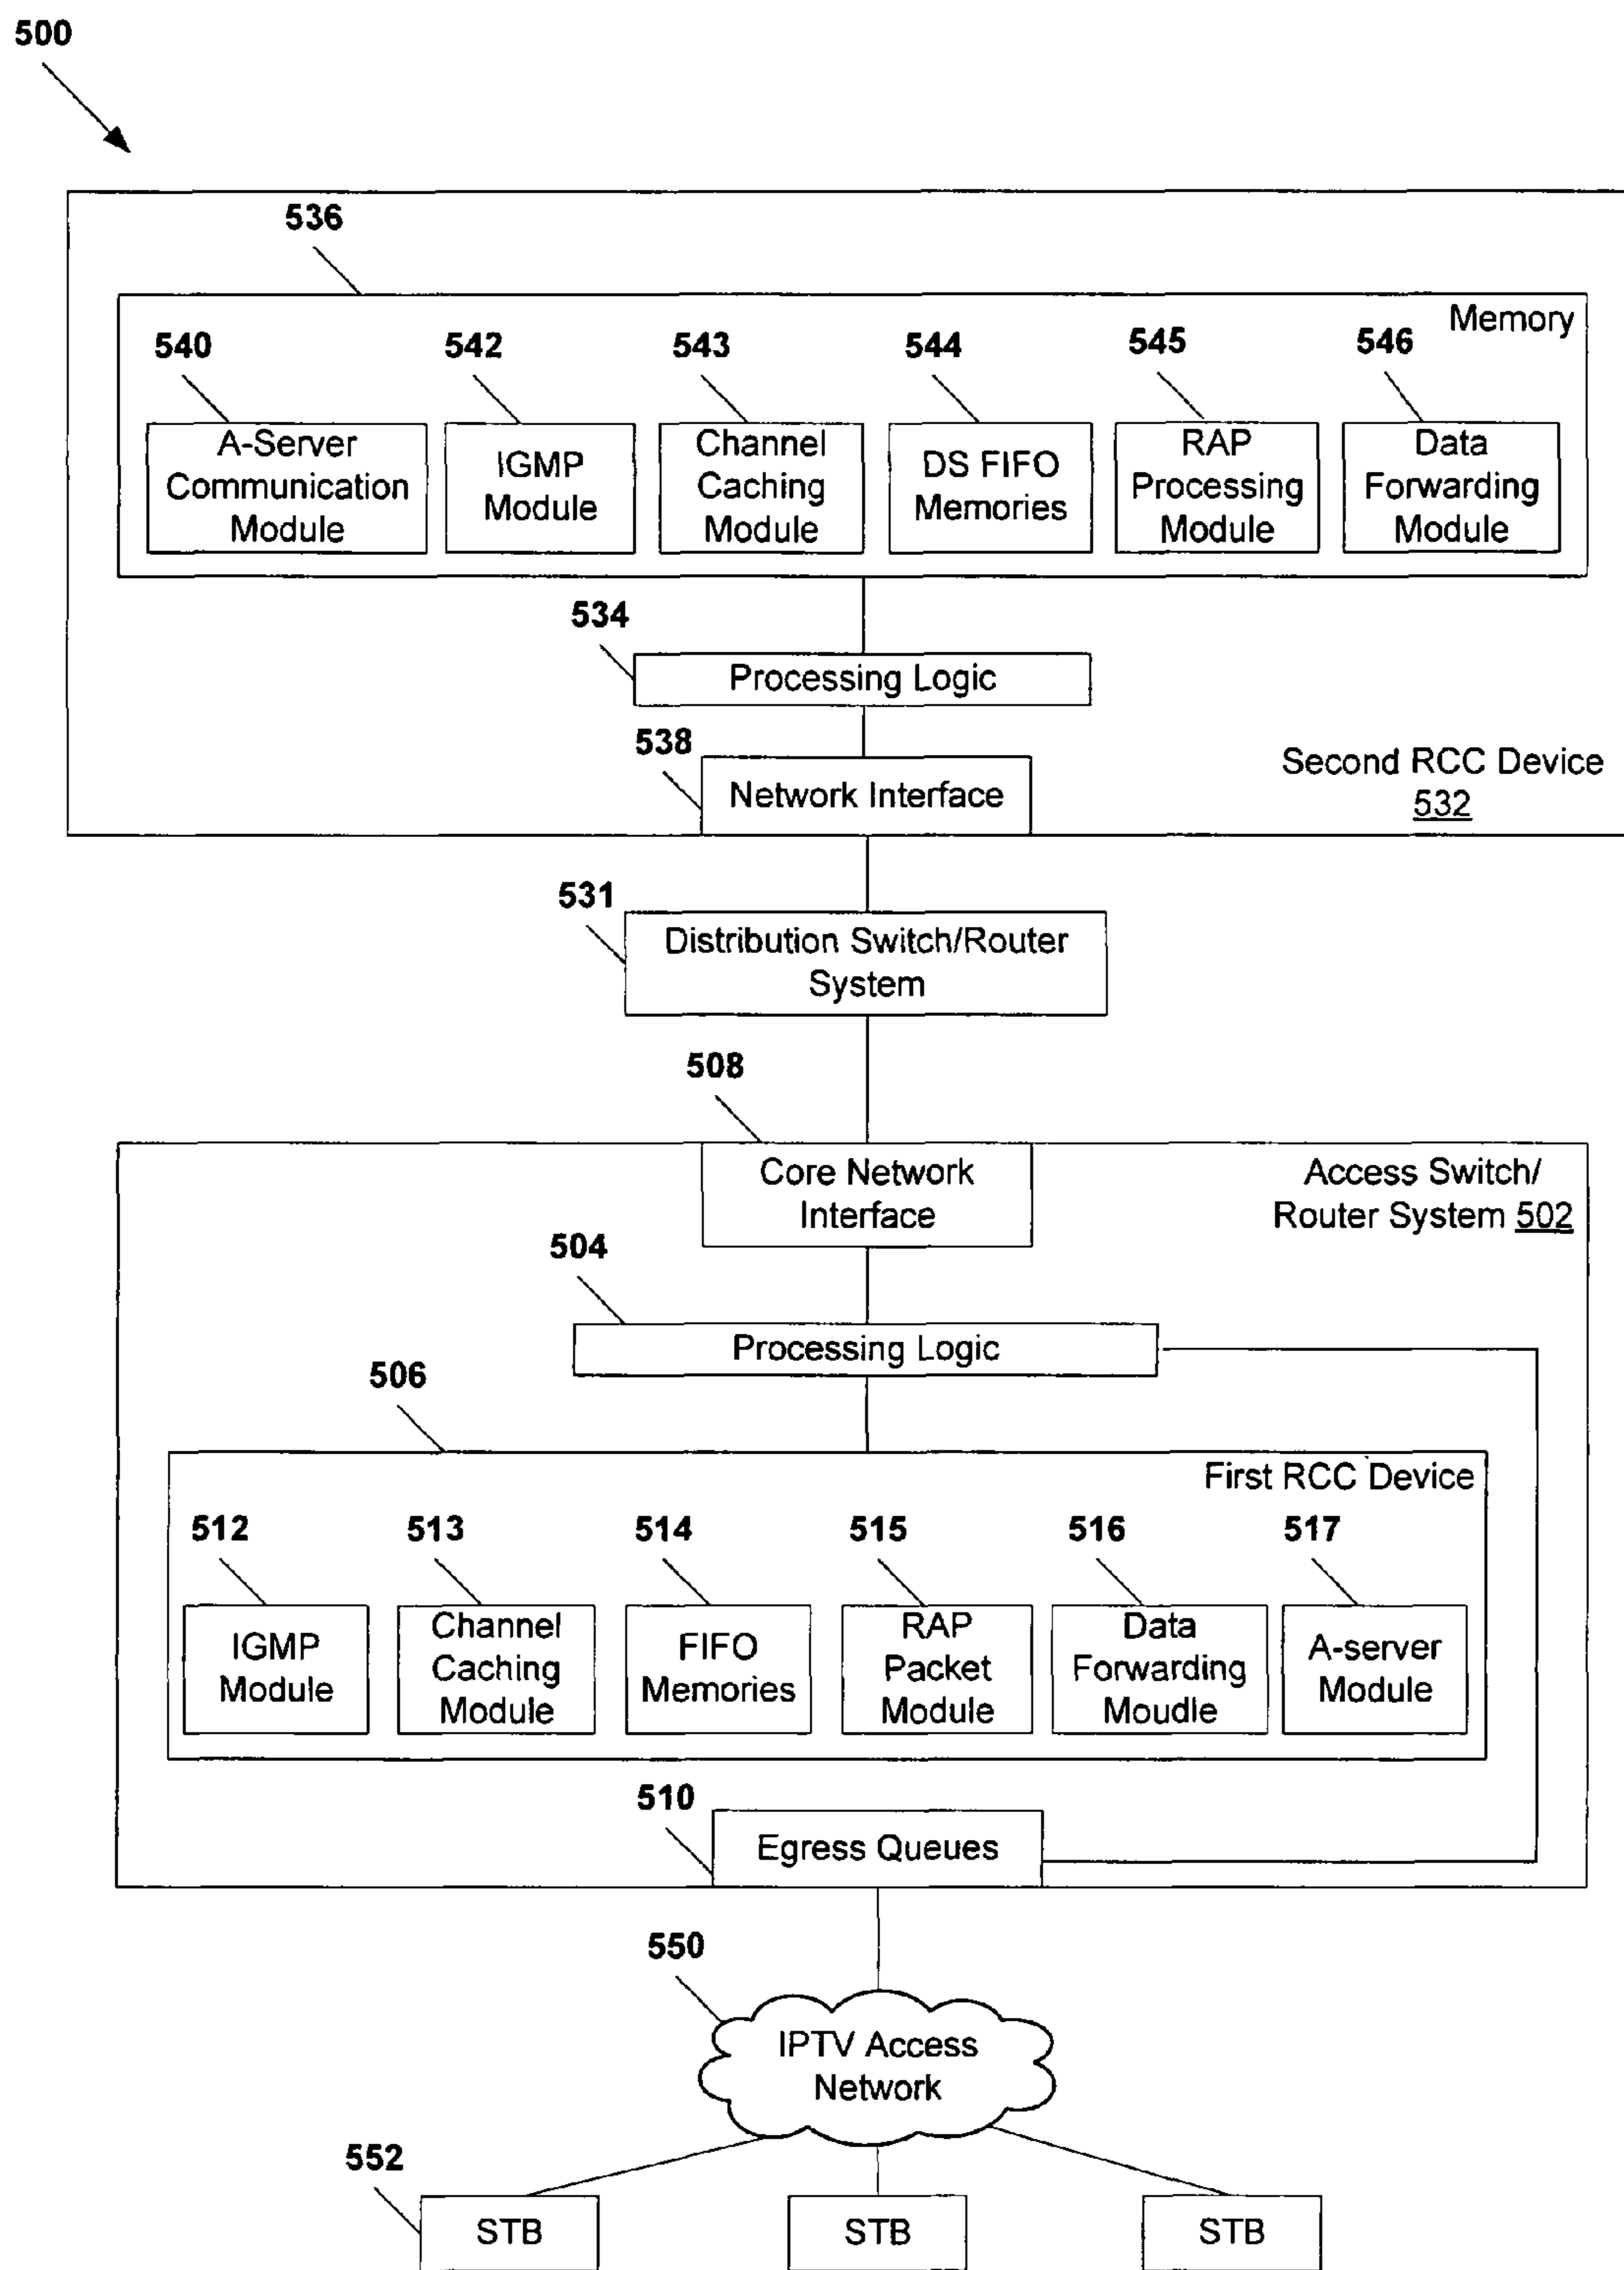 500
536
Memory
540
542
543
544
545
546
A-Server
Communication
Module
IGMP
Module
Channel
Caching
Module
DS FIFO
Memories
RAP
Processing
Module
Data
Forwarding
Module
534
Processing Logic
538
Network Interface
Second RCC Device
532
531
Distribution Switch/Router
System
508
Core Network
Interface
Access Switch/
Router System 502
504
Processing Logic
506
First RCC Device
512
513
514
515
516
517
IGMP
Module
Channel
Caching
Module
FIFO
Memories
RAP
Packet
Module
Data
Forwarding
Moudle
A-server
Module
510
Egress Queues
550
IPTV Access
Network
552
STB
STB
STB